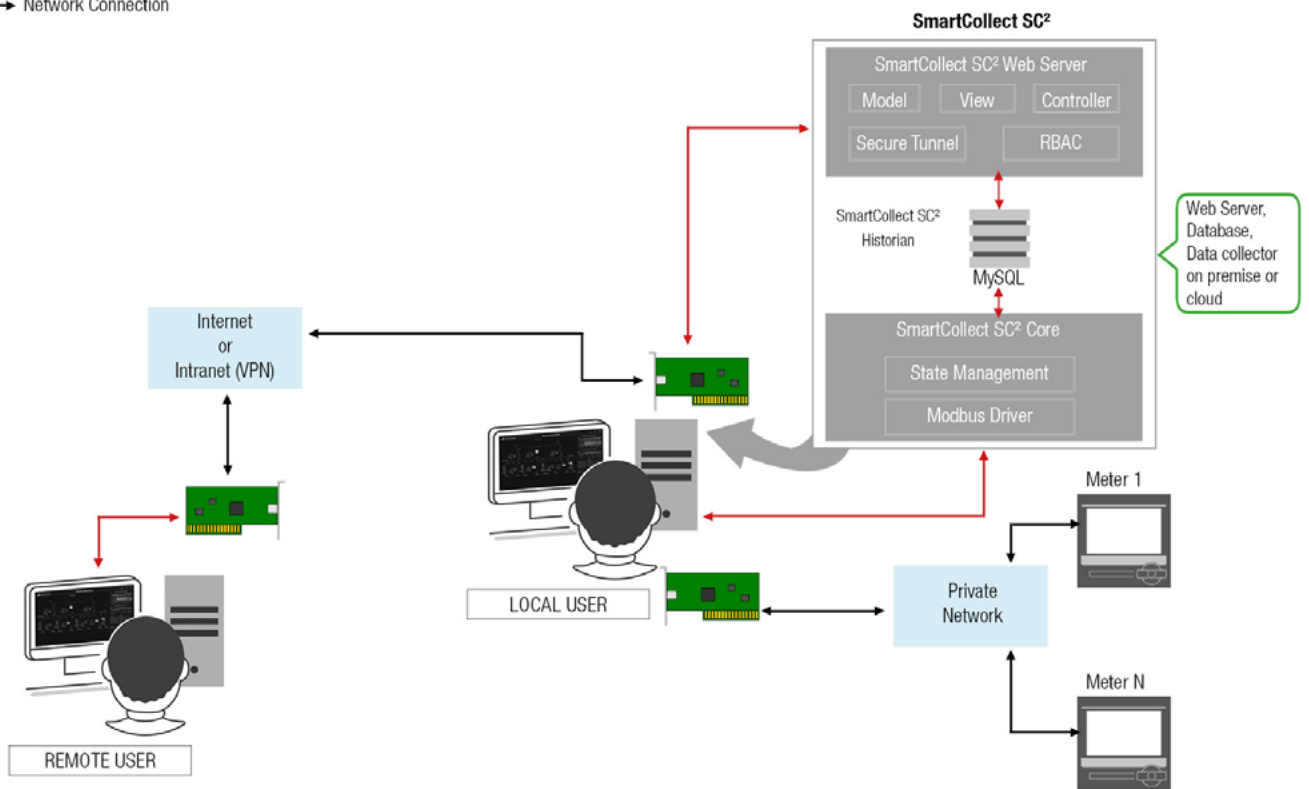 Network Connection
SmartCollect SC²
SmartCollect SC² Web Server
Model
View
Controller
Secure Tunnel
RBAC
SmartCollect SC²
Historian
MySQL
Web Server,
Database,
Data collector
on premise or
cloud
SmartCollect SC² Core
State Management
Modbus Driver
Internet
or
Intranet (VPN)
LOCAL USER
Meter 1
Private
Network
Meter N
REMOTE USER